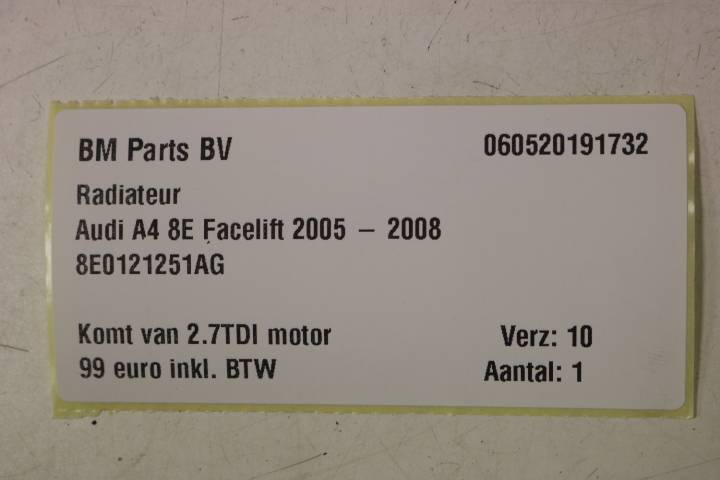 BM Parts BV 060520191732
Radiateur
Audi A4 8E Facelift 2005 – 2008
8E0121251AG
Komt van 2.7TDI motor Verz: 10
99 euro inkl. BTW Aantal: 1